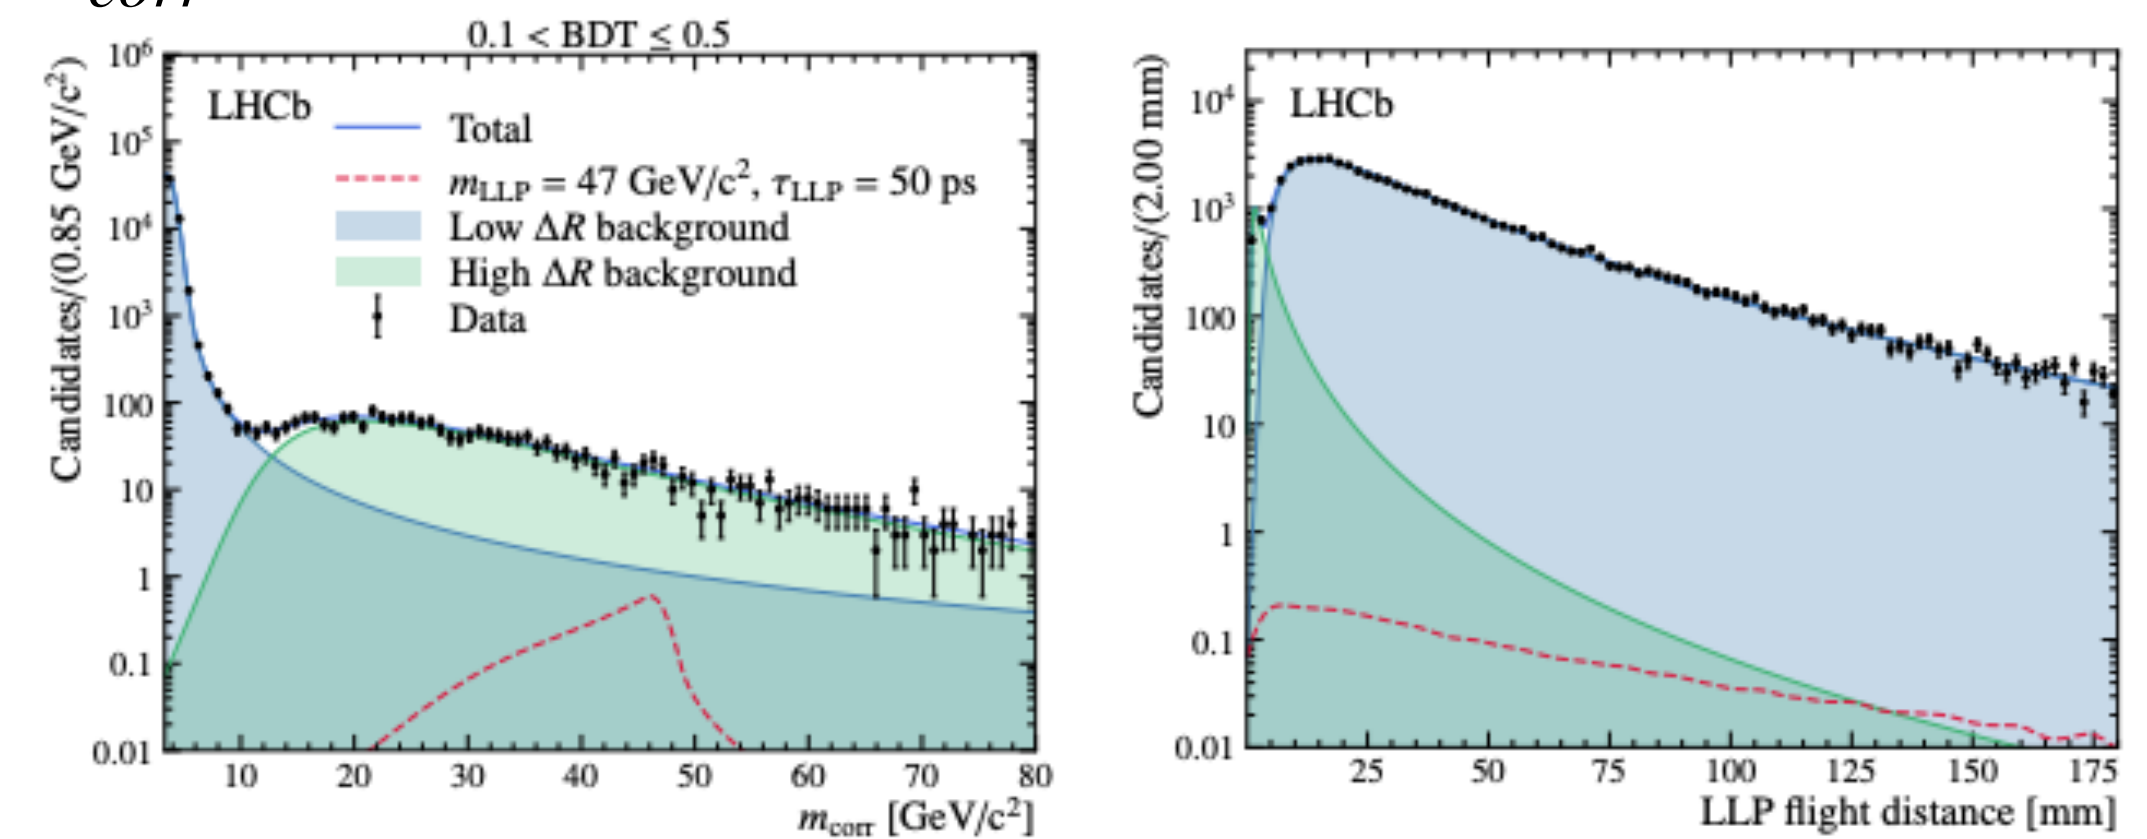 corr
0.1 < BDT ≤ 0.5
Candidates/(0.85 GeV/c²)
10⁶
10⁵
10⁴
10³
100
10
1
0.1
0.01
LHCb
Total
m_LLP = 47 GeV/c², τ_LLP = 50 ps
Low ΔR background
High ΔR background
Data
10 20 30 40 50 60 70 80
m_corr [GeV/c²]
Candidates/(2.00 mm)
10⁴
10³
100
10
1
0.1
0.01
LHCb
25 50 75 100 125 150 175
LLP flight distance [mm]